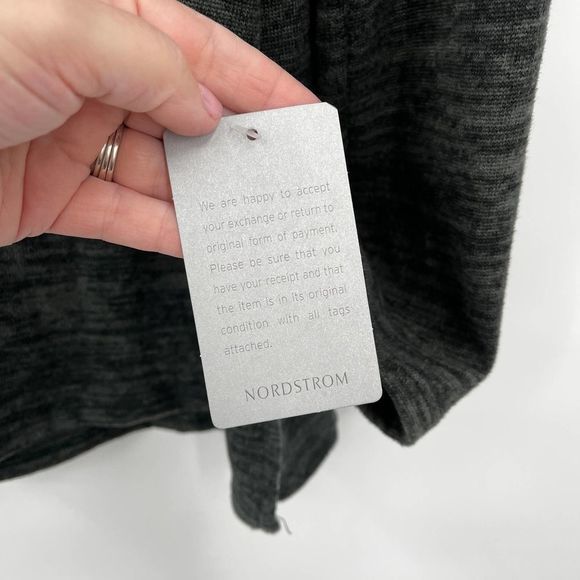 We are happy to accept
your exchange or return to
original form of payment.
Please be sure that you
have your receipt and that
the item is in its original
condition with all tags
attached.
NORDSTROM